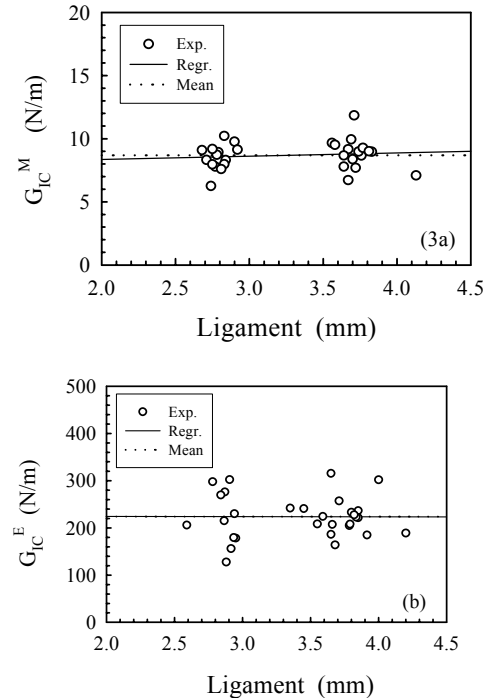 20
15
10
5
0
Exp.
Regr.
Mean
G_IC^M (N/m)
(3a)
2.0 2.5 3.0 3.5 4.0 4.5
Ligament (mm)
500
400
300
200
100
0
Exp.
Regr.
Mean
G_IC^E (N/m)
(b)
2.0 2.5 3.0 3.5 4.0 4.5
Ligament (mm)